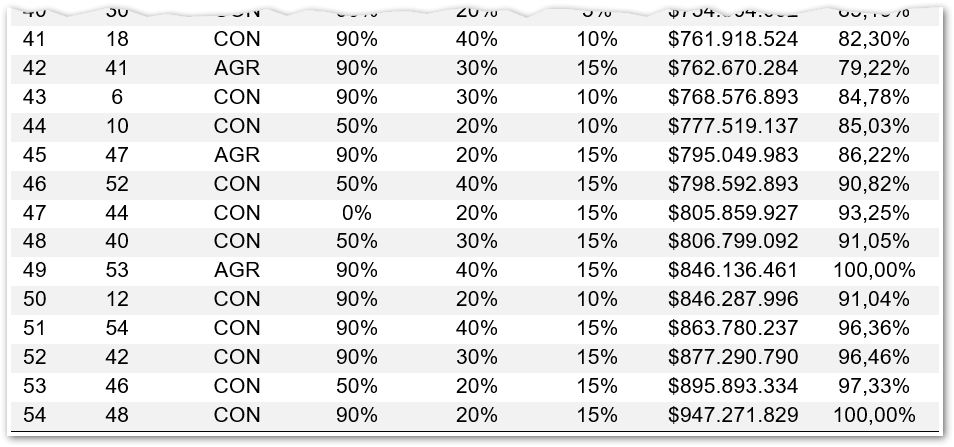 41 18 CON 90% 40% 10% $761.918.524 82,30%
42 41 AGR 90% 30% 15% $762.670.284 79,22%
43 6 CON 90% 30% 10% $768.576.893 84,78%
44 10 CON 50% 20% 10% $777.519.137 85,03%
45 47 AGR 90% 20% 15% $795.049.983 86,22%
46 52 CON 50% 40% 15% $798.592.893 90,82%
47 44 CON 0% 20% 15% $805.859.927 93,25%
48 40 CON 50% 30% 15% $806.799.092 91,05%
49 53 AGR 90% 40% 15% $846.136.461 100,00%
50 12 CON 90% 20% 10% $846.287.996 91,04%
51 54 CON 90% 40% 15% $863.780.237 96,36%
52 42 CON 90% 30% 15% $877.290.790 96,46%
53 46 CON 50% 20% 15% $895.893.334 97,33%
54 48 CON 90% 20% 15% $947.271.829 100,00%